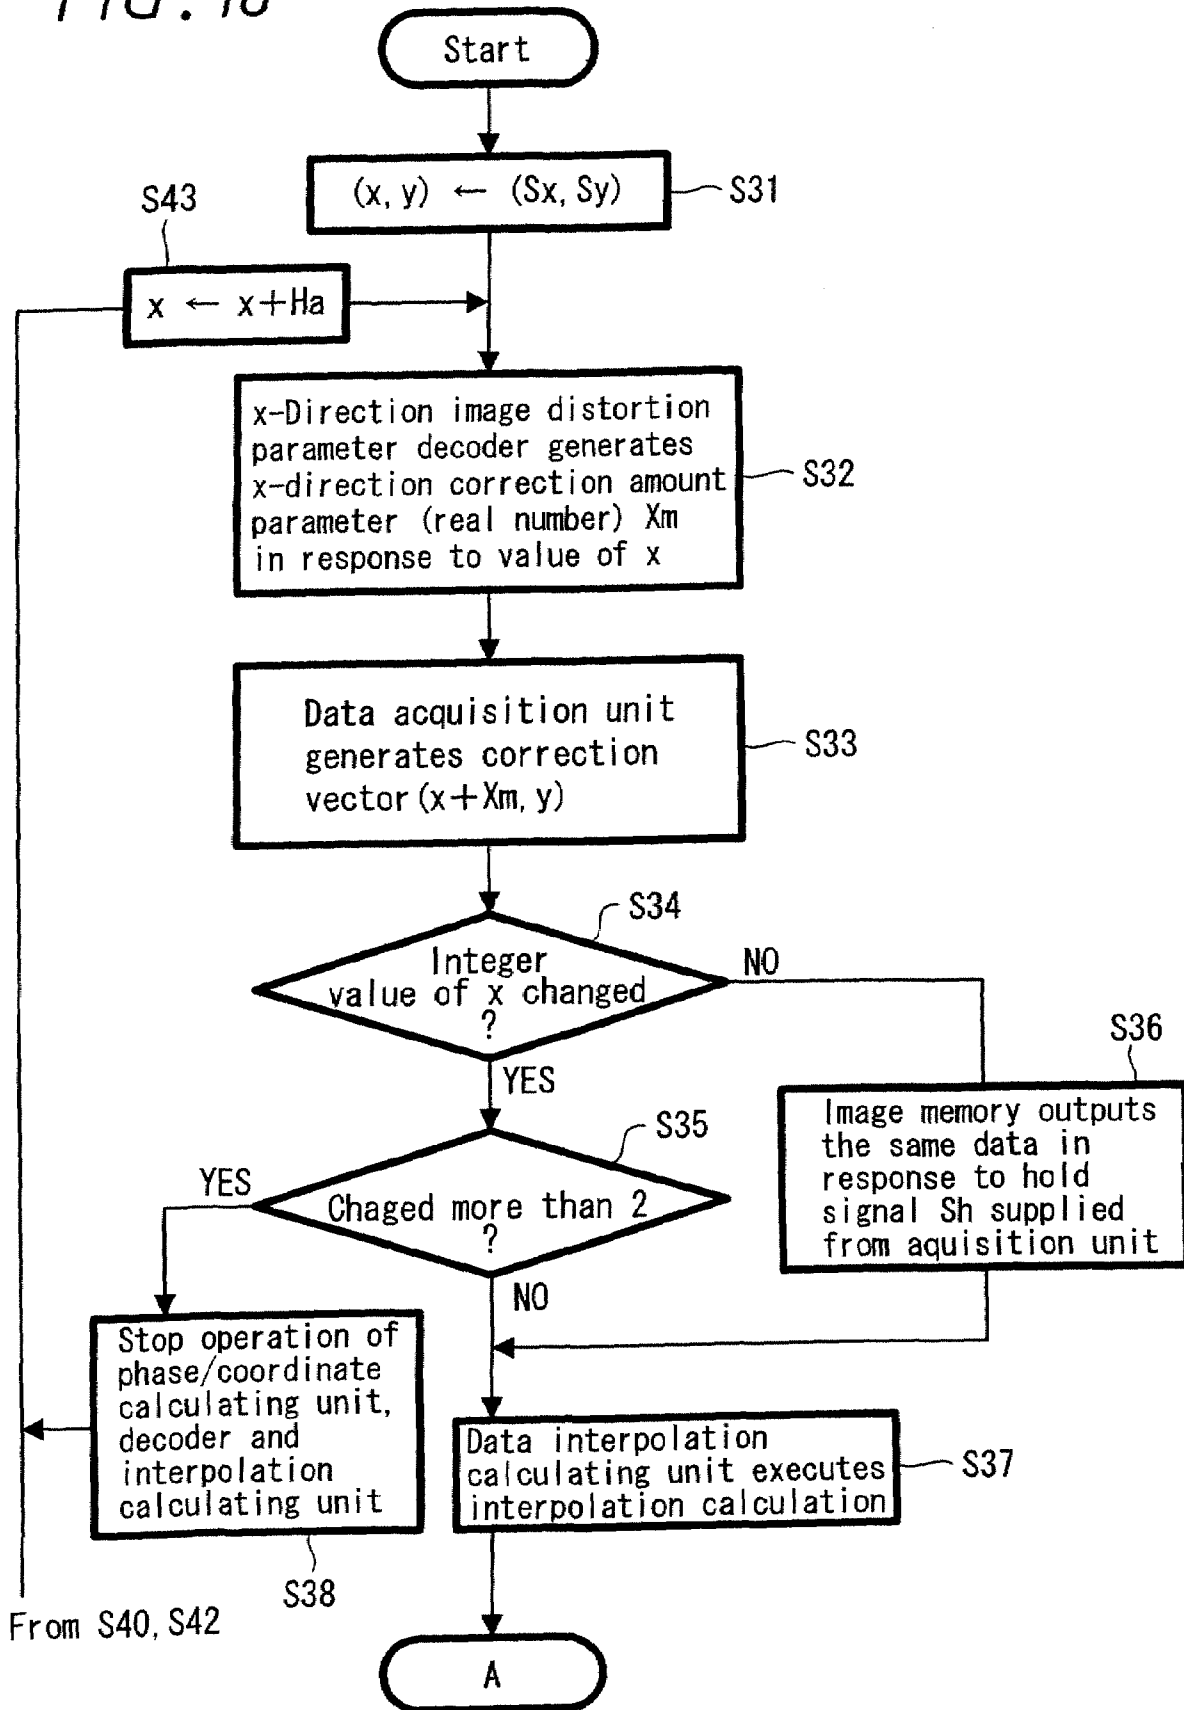 FIG. 18
Start
(x, y) ← (Sx, Sy)
S31
S43
x ← x+Ha
x-Direction image distortion
parameter decoder generates
x-direction correction amount
parameter (real number) Xm
in response to value of x
S32
Data acquisition unit
generates correction
vector(x+Xm, y)
S33
S34
Integer
value of x changed
?
NO
YES
S36
Image memory outputs
the same data in
response to hold
signal Sh supplied
from aquisition unit
S35
YES
Chaged more than 2
?
NO
Stop operation of
phase/coordinate
calculating unit,
decoder and
interpolation
calculating unit
S38
Data interpolation
calculating unit executes
interpolation calculation
S37
From S40, S42
A